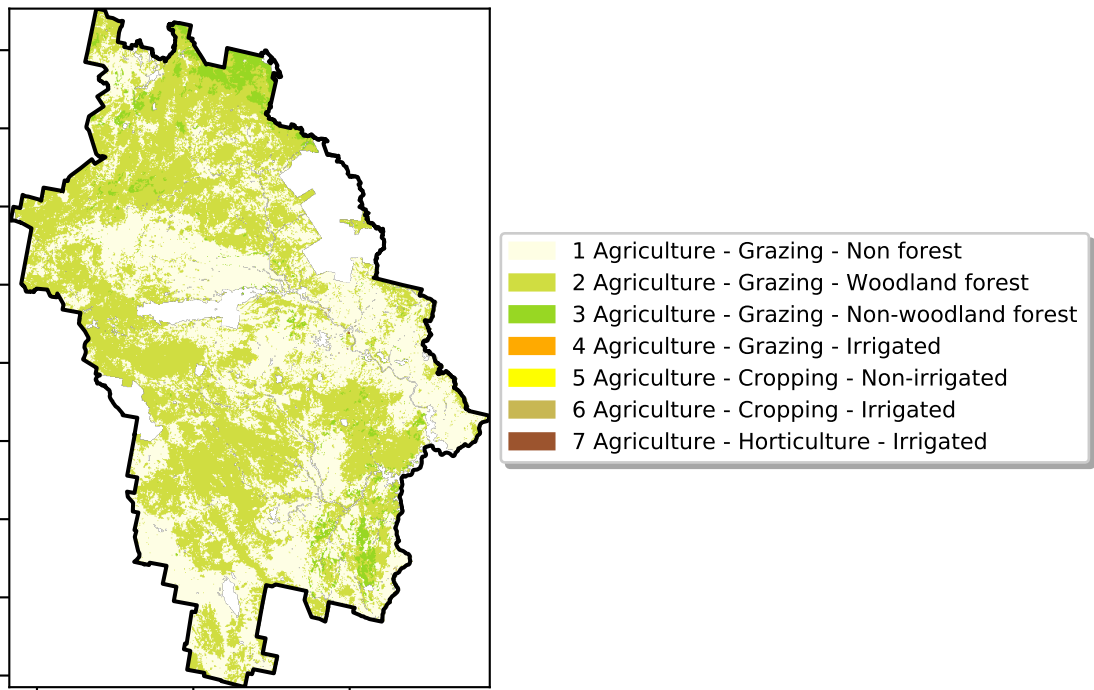 1 Agriculture - Grazing - Non forest
2 Agriculture - Grazing - Woodland forest
3 Agriculture - Grazing - Non-woodland forest
4 Agriculture - Grazing - Irrigated
5 Agriculture - Cropping - Non-irrigated
6 Agriculture - Cropping - Irrigated
7 Agriculture - Horticulture - Irrigated